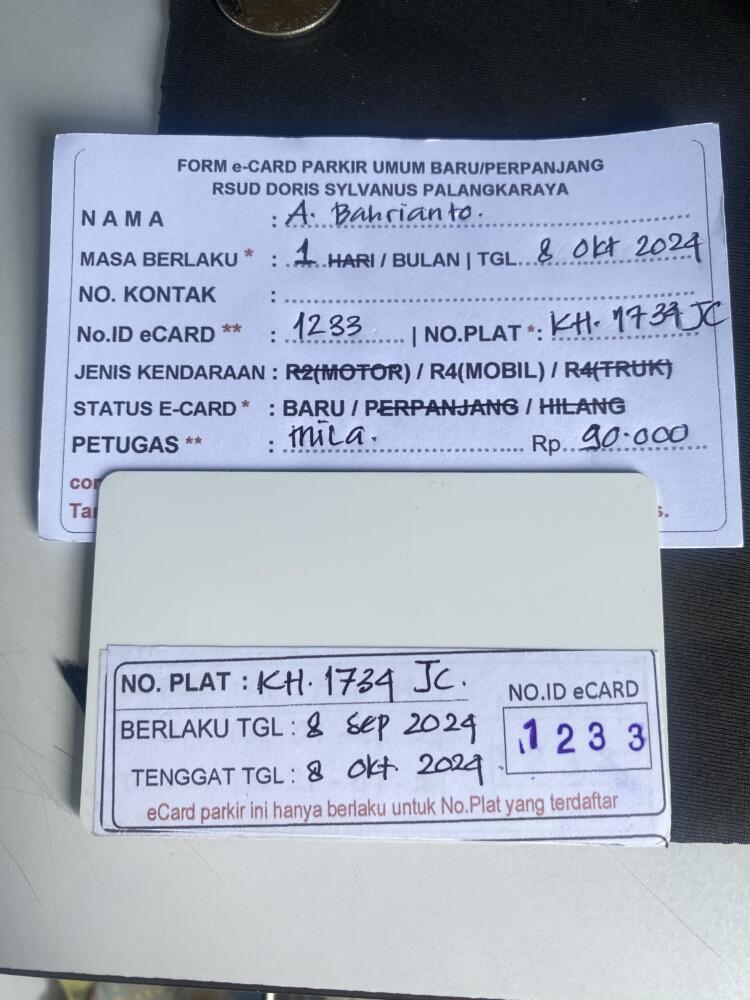 FORM e-CARD PARKIR UMUM BARU/PERPANJANG
RSUD DORIS SYLVANUS PALANGKARAYA
NAMA : A. Bahrianto.
MASA BERLAKU * : 1 HARI / BULAN | TGL 8 Okt 2024
NO. KONTAK :
No.ID eCARD ** : 1233 | NO.PLAT *: KH. 1734 JC
JENIS KENDARAAN : R2(MOTOR) / R4(MOBIL) / R4(TRUK)
STATUS E-CARD * : BARU / PERPANJANG / HILANG
PETUGAS ** : mila. Rp 90.000
NO. PLAT : KH. 1734 JC.
NO.ID eCARD
BERLAKU TGL : 8 Sep 2024
1233
TENGGAT TGL : 8 Okt. 2024
eCard parkir ini hanya berlaku untuk No.Plat yang terdaftar